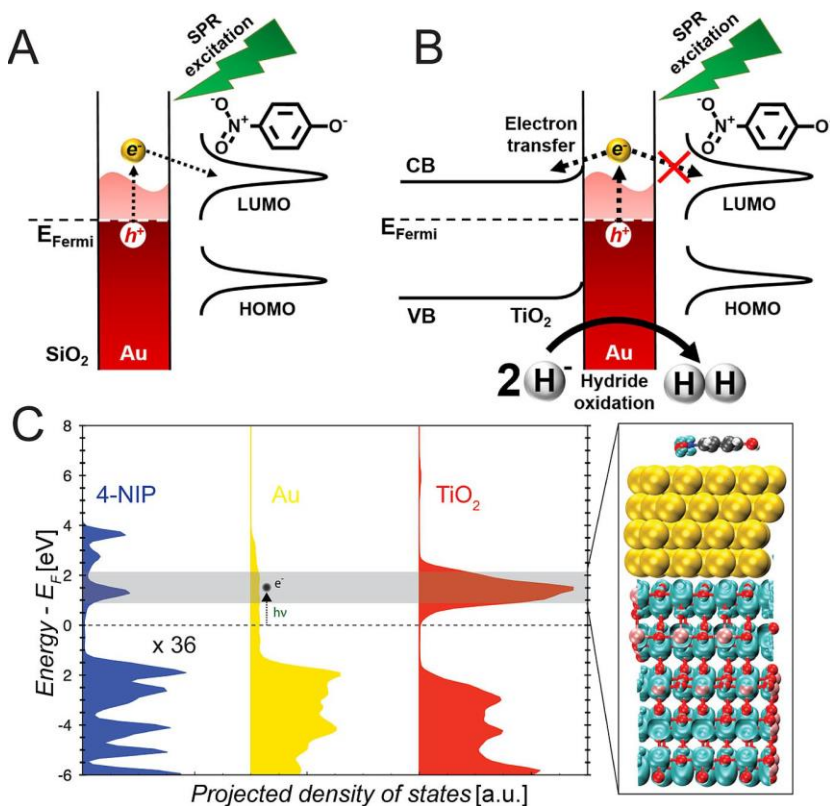 A
SPR
excitation
-O
N+
O
O-
e-
LUMO
EFermi
h+
HOMO
SiO2
Au
B
SPR
excitation
-O
N+
O
O
Electron
transfer
e-
CB
LUMO
EFermi
h+
HOMO
VB
TiO2
Au
2 H-
Hydride
oxidation
H H
C
8
6
4
2
0
2
-4
-6
Energy - EF [eV]
4-NIP
Au
TiO2
e-
hν
x 36
Projected density of states [a.u.]